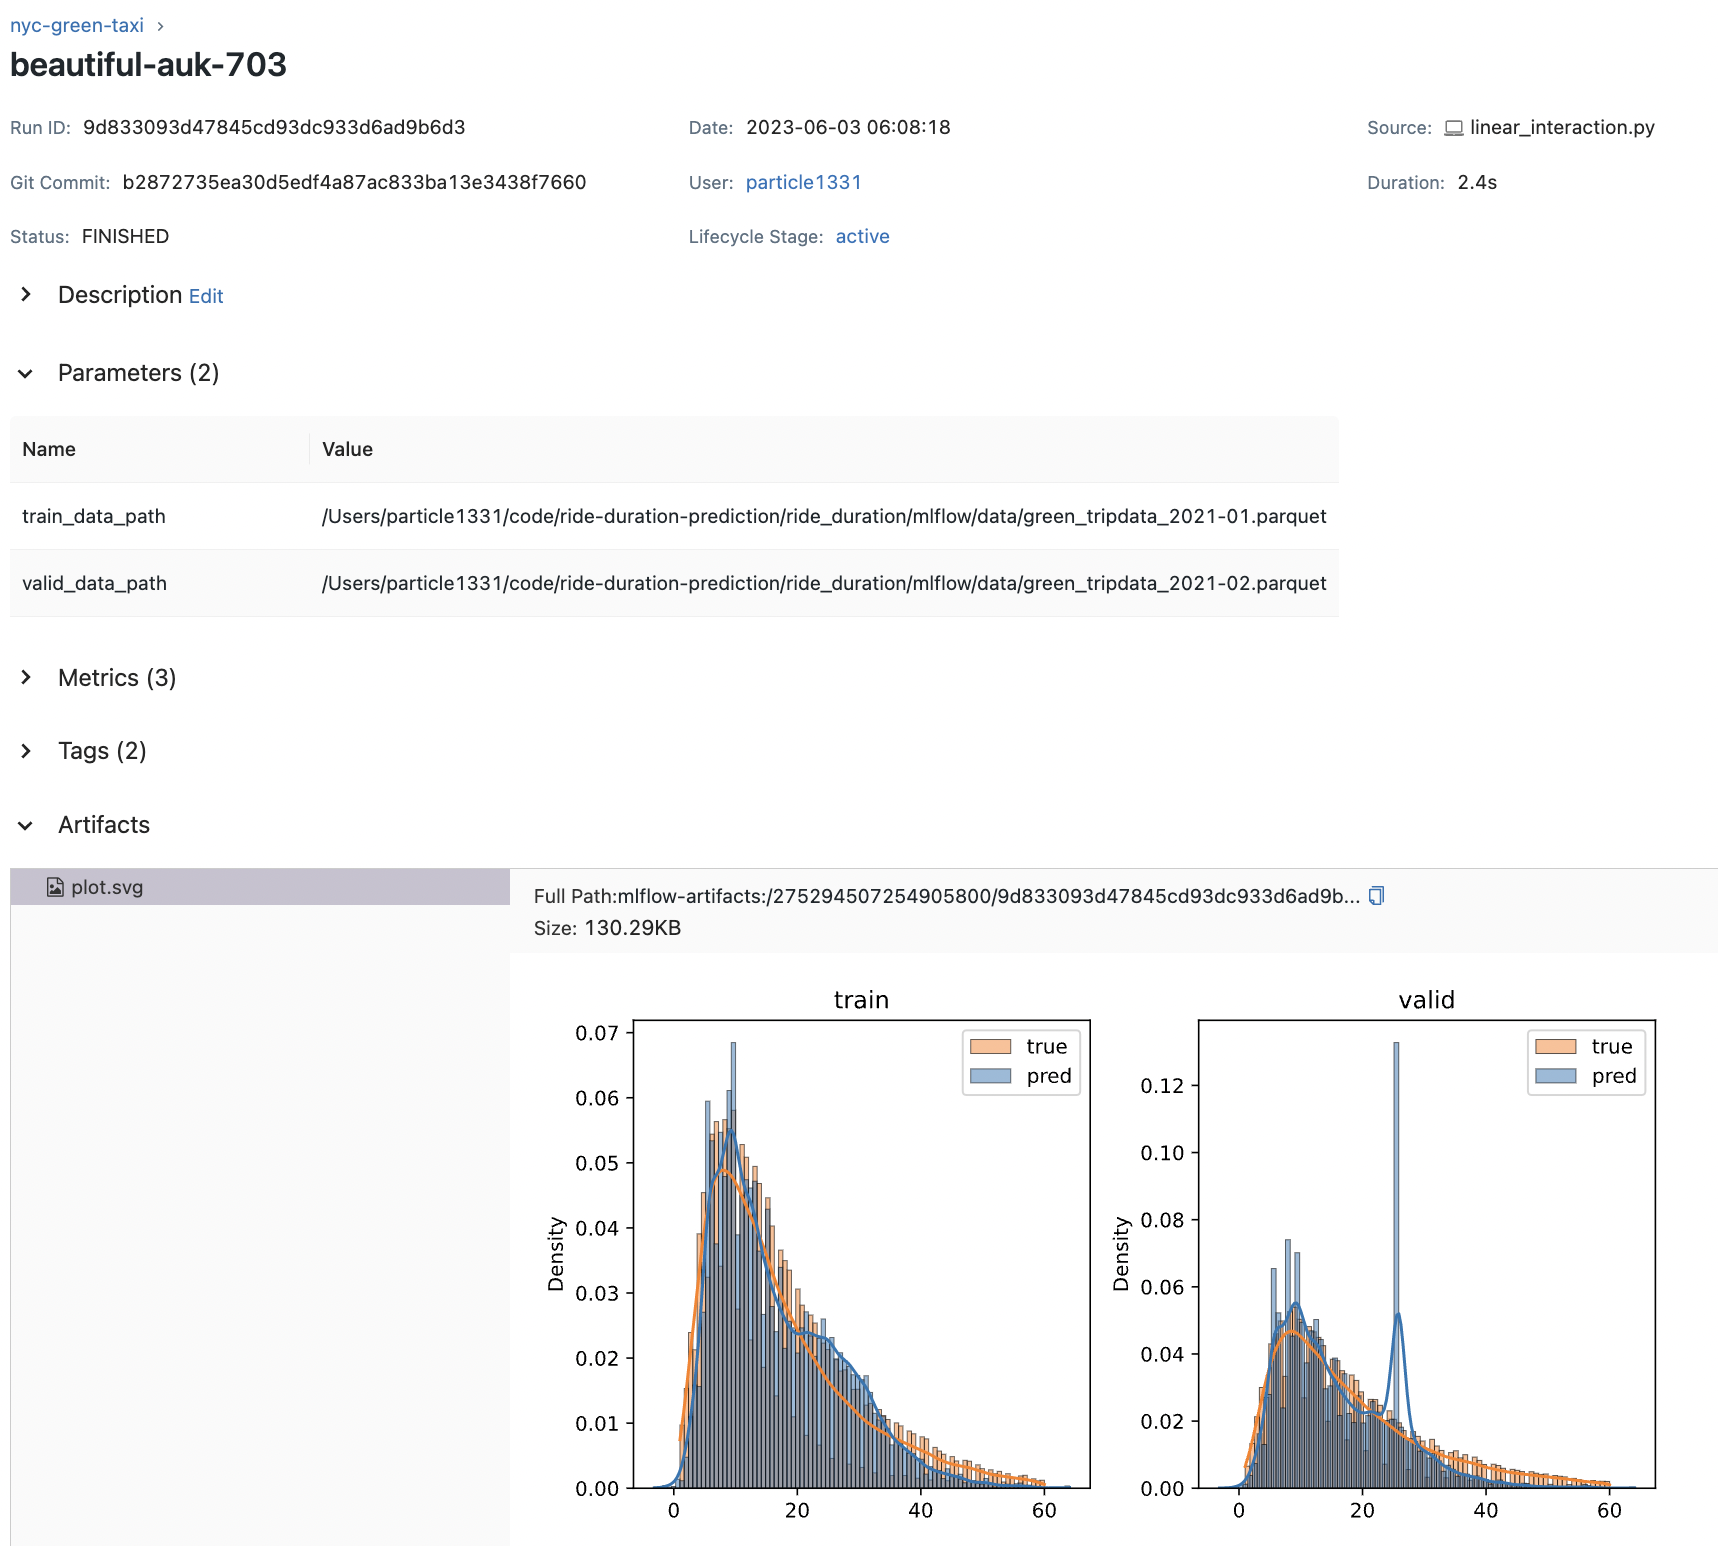 nyc-green-taxi >
beautiful-auk-703
Run ID: 9d833093d47845cd93dc933d6ad9b6d3
Date: 2023-06-03 06:08:18
Source: linear_interaction.py
Git Commit: b2872735ea30d5edf4a87ac833ba13e3438f7660
User: particle1331
Duration: 2.4s
Status: FINISHED
Lifecycle Stage: active
Description Edit
Parameters (2)
Name Value
train_data_path /Users/particle1331/code/ride-duration-prediction/ride_duration/mlflow/data/green_tripdata_2021-01.parquet
valid_data_path /Users/particle1331/code/ride-duration-prediction/ride_duration/mlflow/data/green_tripdata_2021-02.parquet
Metrics (3)
Tags (2)
Artifacts
plot.svg
Full Path:mlflow-artifacts:/275294507254905800/9d833093d47845cd93dc933d6ad9b...
Size: 130.29KB
train
true
pred
0.07
0.06
0.05
0.04
0.03
0.02
0.01
0.00
Density
0 20 40 60
valid
true
pred
0.12
0.10
0.08
0.06
0.04
0.02
0.00
Density
0 20 40 60